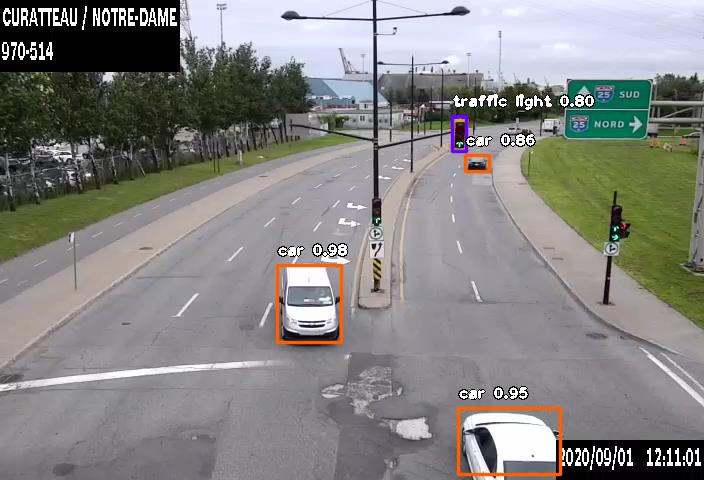 CURATTEAU / NOTRE-DAME
970-514
traffic light 0.80
25 SUD
car 0.86
25 NORD
car 0.98
car 0.95
2020/09/01 12:11:01